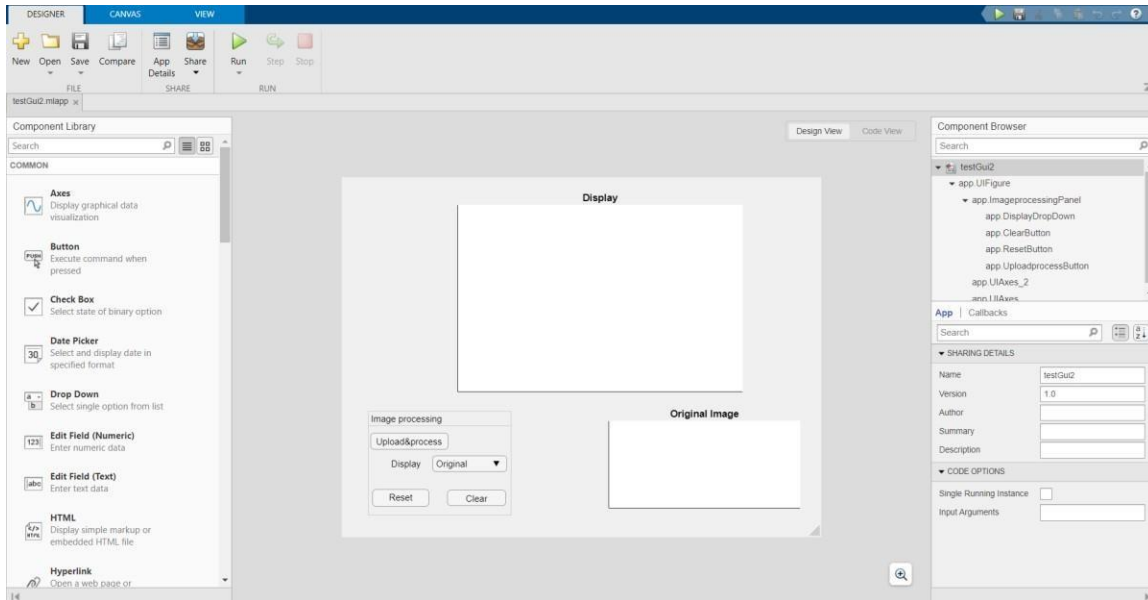 DESIGNER CANVAS VIEW
New Open Save Compare App Details Share Run Step Stop
FILE SHARE RUN
testGui2.mlapp
Component Library
Search
COMMON
Axes
Display graphical data
visualization
Button
Execute command when
pressed
Check Box
Select state of binary option
Date Picker
Select and display date in
specified format
Drop Down
Select single option from list
Edit Field (Numeric)
Enter numeric data
Edit Field (Text)
Enter text data
HTML
Display simple markup or
embedded HTML file
Hyperlink
Open a web page or
Design View Code View
Display
Image processing
Upload&process
Display Original
Reset Clear
Original Image
Component Browser
Search
testGui2
app.UIFigure
app.ImageprocessingPanel
app.DisplayDropDown
app.ClearButton
app.ResetButton
app.UploadprocessButton
app.UIAxes_2
app.UIAxes
App | Callbacks
Search
SHARING DETAILS
Name testGui2
Version 1.0
Author
Summary
Description
CODE OPTIONS
Single Running Instance
Input Arguments